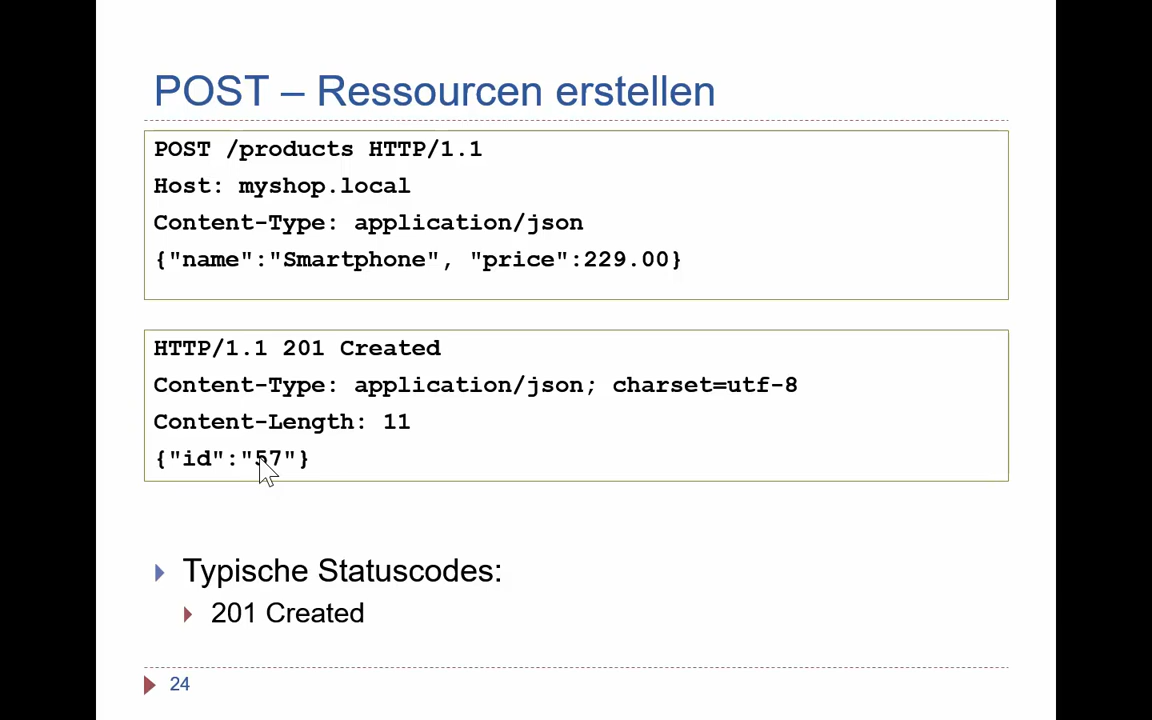 POST – Ressourcen erstellen
POST /products HTTP/1.1
Host: myshop.local
Content-Type: application/json
{"name":"Smartphone", "price":229.00}
HTTP/1.1 201 Created
Content-Type: application/json; charset=utf-8
Content-Length: 11
{"id":"57"}
Typische Statuscodes:
201 Created
24